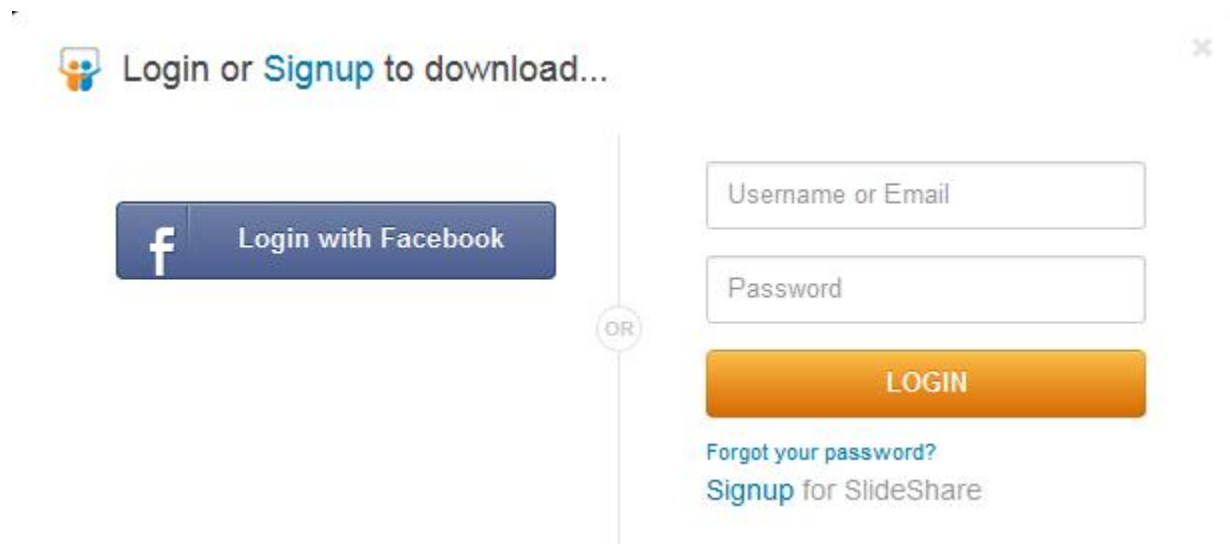 Login or Signup to download...
f Login with Facebook
OR
Username or Email
Password
LOGIN
Forgot your password?
Signup for SlideShare